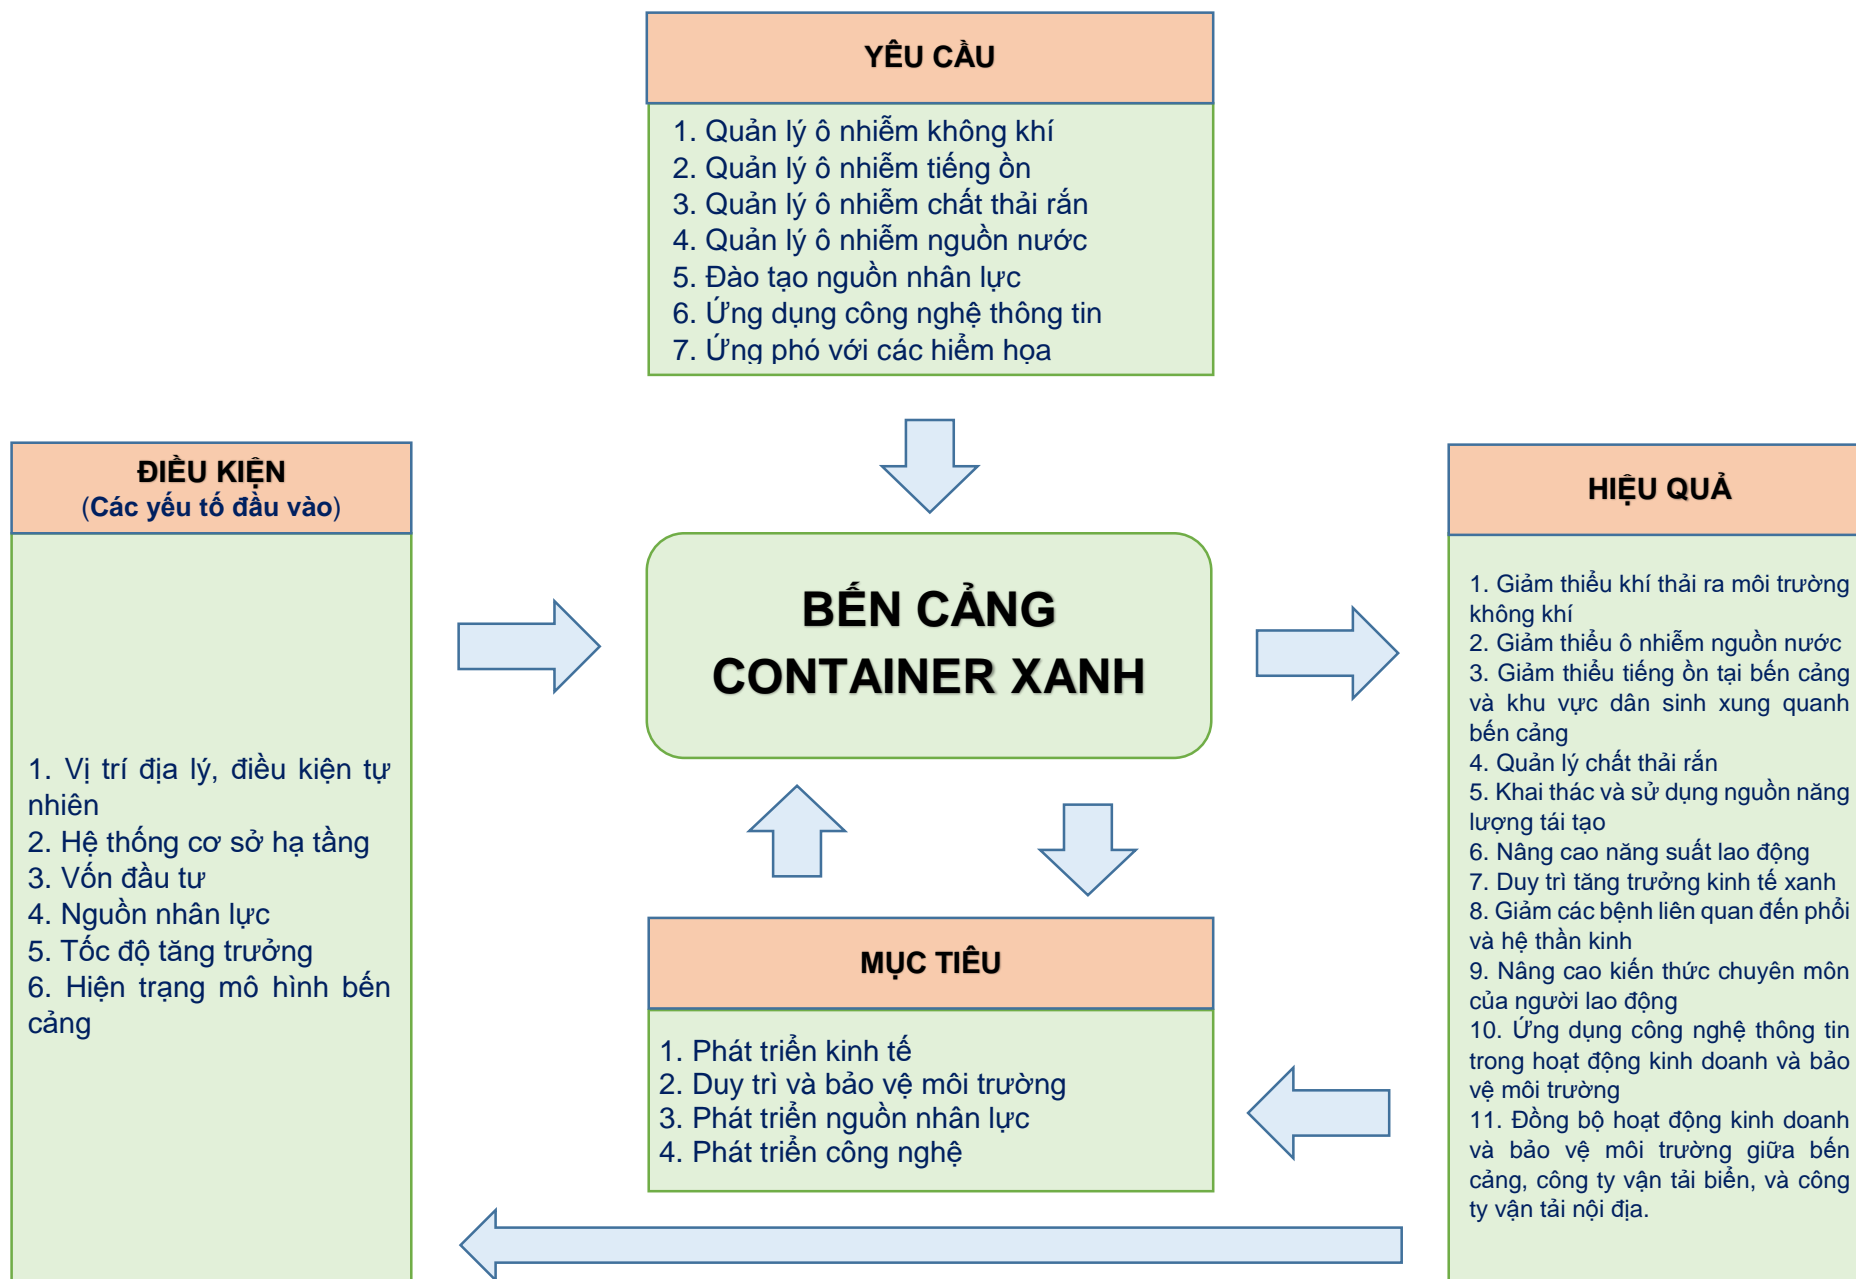 YÊU CẦU
1. Quản lý ô nhiễm không khí
2. Quản lý ô nhiễm tiếng ồn
3. Quản lý ô nhiễm chất thải rắn
4. Quản lý ô nhiễm nguồn nước
5. Đào tạo nguồn nhân lực
6. Ứng dụng công nghệ thông tin
7. Ứng phó với các hiểm họa
ĐIỀU KIỆN
(Các yếu tố đầu vào)
1. Vị trí địa lý, điều kiện tự
nhiên
2. Hệ thống cơ sở hạ tầng
3. Vốn đầu tư
4. Nguồn nhân lực
5. Tốc độ tăng trưởng
6. Hiện trạng mô hình bến
cảng
BẾN CẢNG
CONTAINER XANH
MỤC TIÊU
1. Phát triển kinh tế
2. Duy trì và bảo vệ môi trường
3. Phát triển nguồn nhân lực
4. Phát triển công nghệ
HIỆU QUẢ
1. Giảm thiểu khí thải ra môi trường
không khí
2. Giảm thiểu ô nhiễm nguồn nước
3. Giảm thiểu tiếng ồn tại bến cảng
và khu vực dân sinh xung quanh
bến cảng
4. Quản lý chất thải rắn
5. Khai thác và sử dụng nguồn năng
lượng tái tạo
6. Nâng cao năng suất lao động
7. Duy trì tăng trưởng kinh tế xanh
8. Giảm các bệnh liên quan đến phổi
và hệ thần kinh
9. Nâng cao kiến thức chuyên môn
của người lao động
10. Ứng dụng công nghệ thông tin
trong hoạt động kinh doanh và bảo
vệ môi trường
11. Đồng bộ hoạt động kinh doanh
và bảo vệ môi trường giữa bến
cảng, công ty vận tải biển, và công
ty vận tải nội địa.